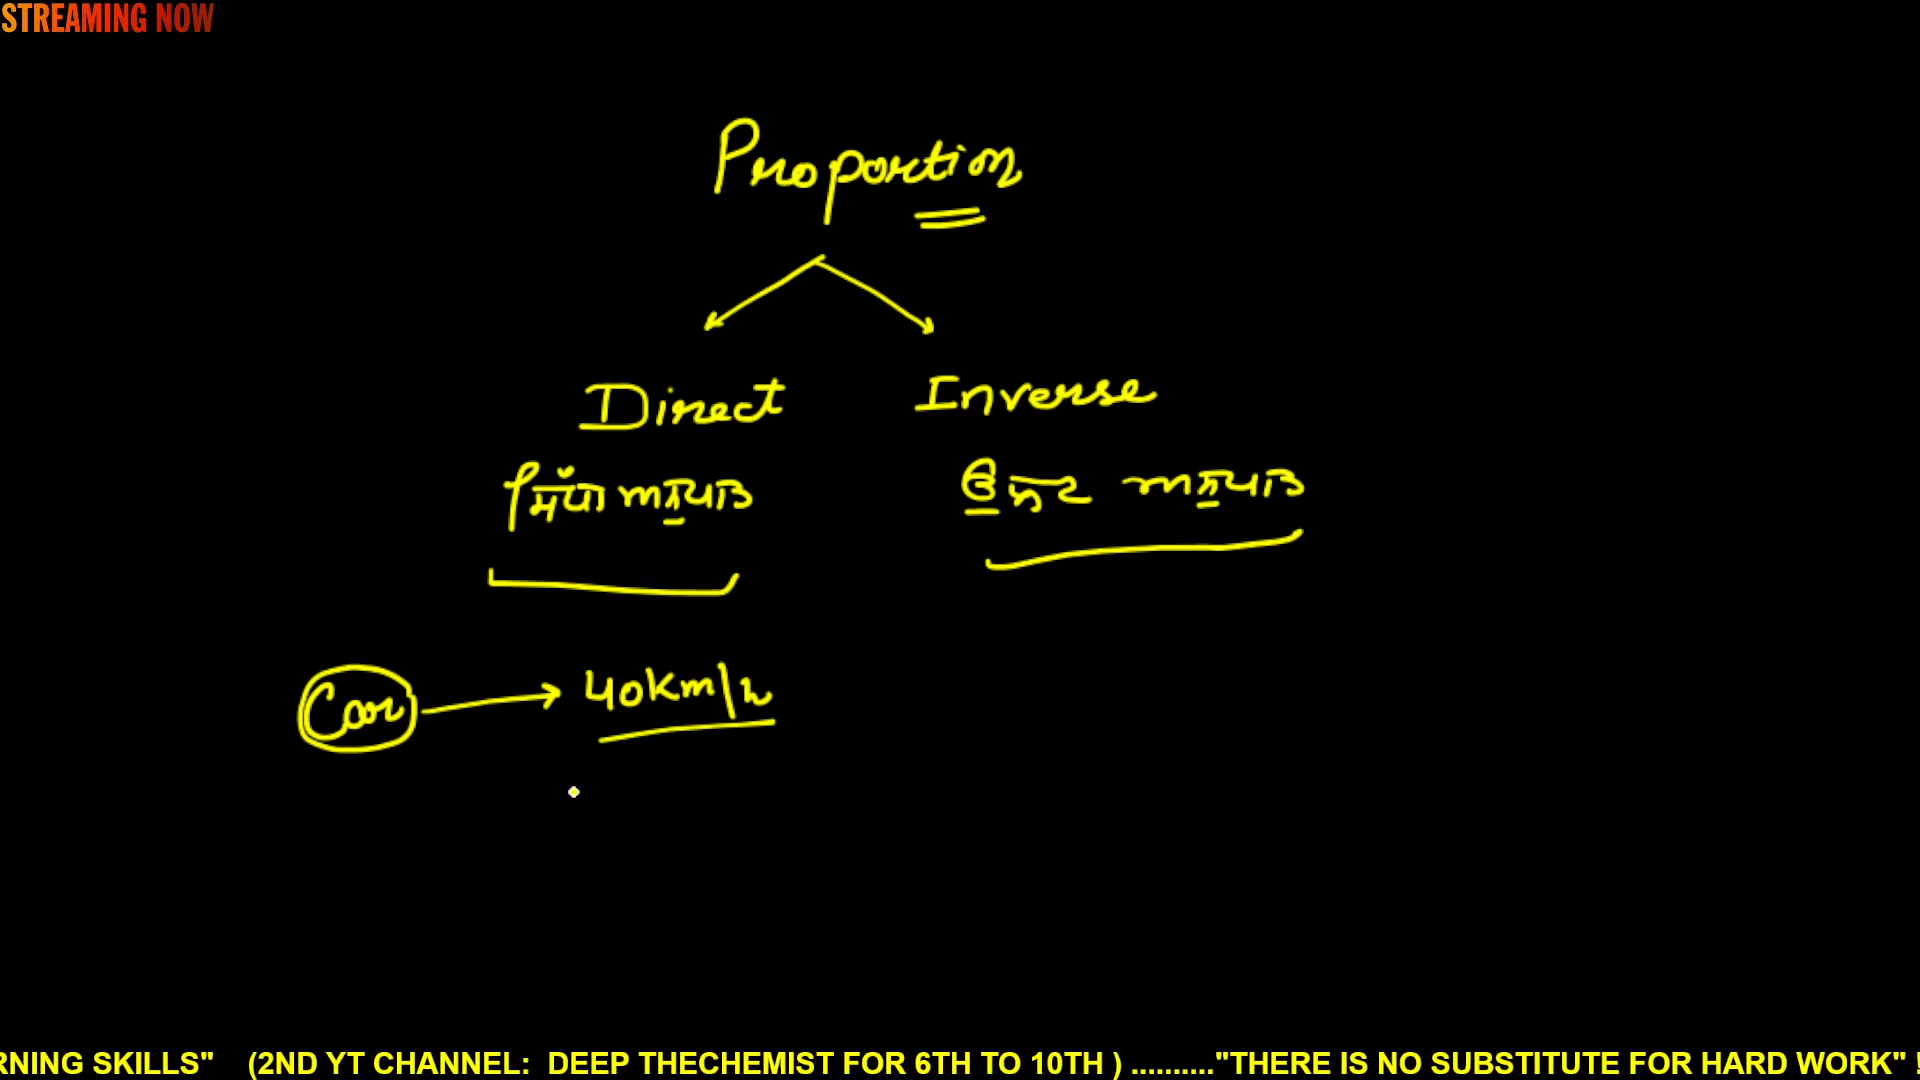 STREAMING NOW
Proportion
Direct Inverse
ਸਿੱਧਾ ਅਨੁਪਾਤ ਉਲਟ ਅਨੁਪਾਤ
Car → 40km/h
RNING SKILLS" (2ND YT CHANNEL: DEEP THECHEMIST FOR 6TH TO 10TH ) .........."THERE IS NO SUBSTITUTE FOR HARD WORK" !